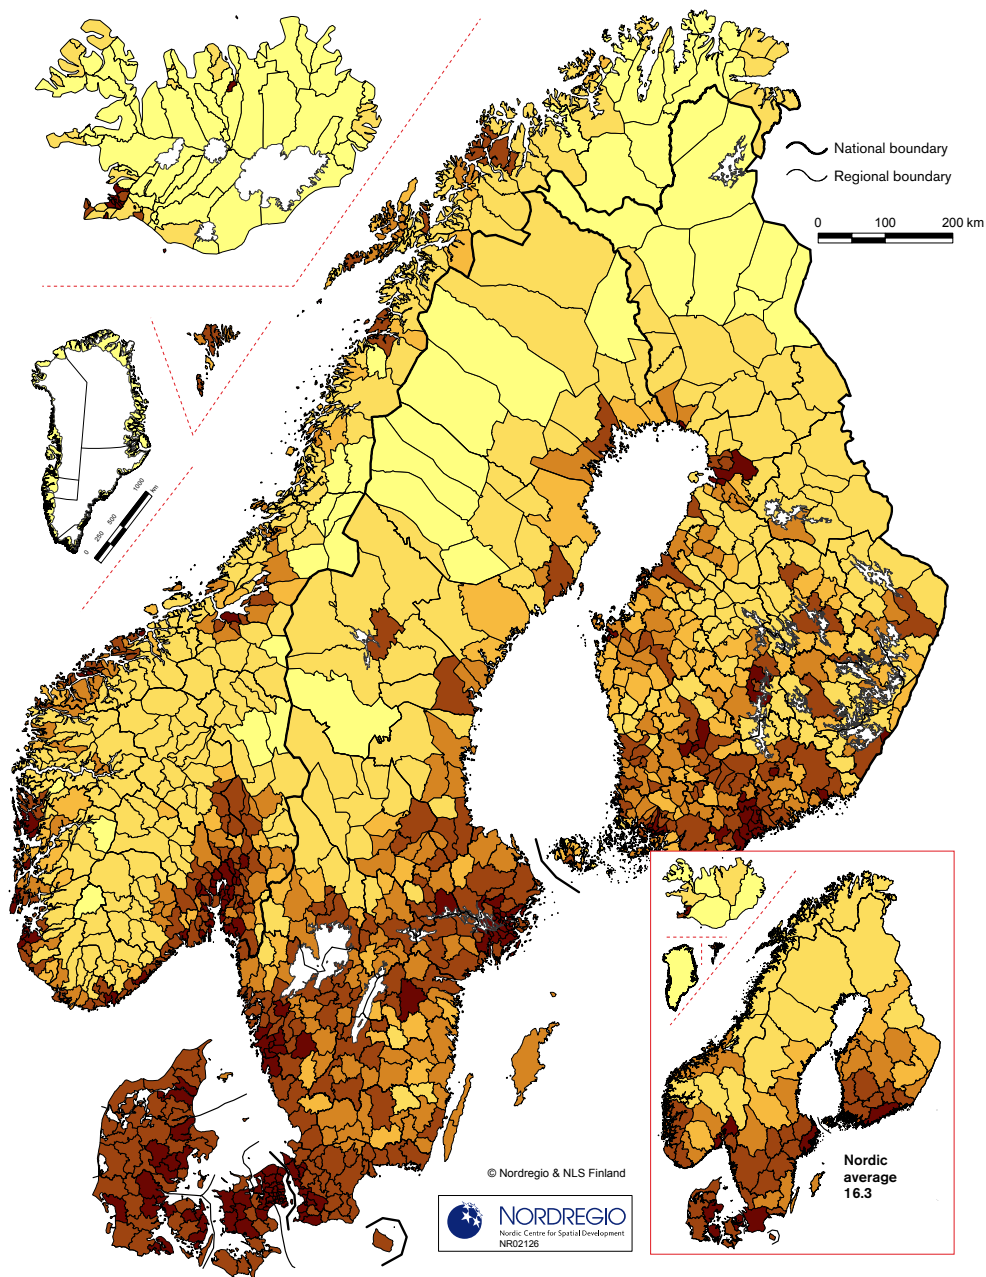 National boundary
Regional boundary
0 100 200 km
0 250 500 1000
km
© Nordregio & NLS Finland
NORDREGIO
Nordic Centre for Spatial Development
NR02126
Nordic
average
16.3